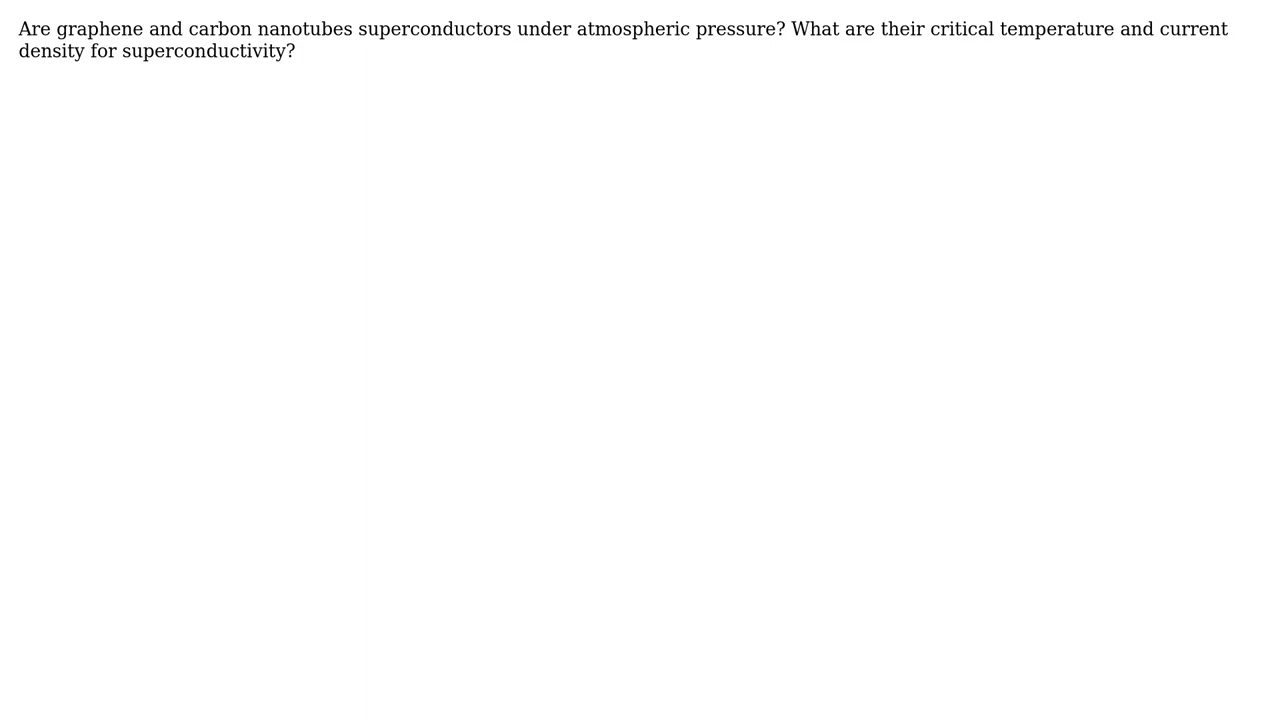 Are graphene and carbon nanotubes superconductors under atmospheric pressure? What are their critical temperature and current
density for superconductivity?